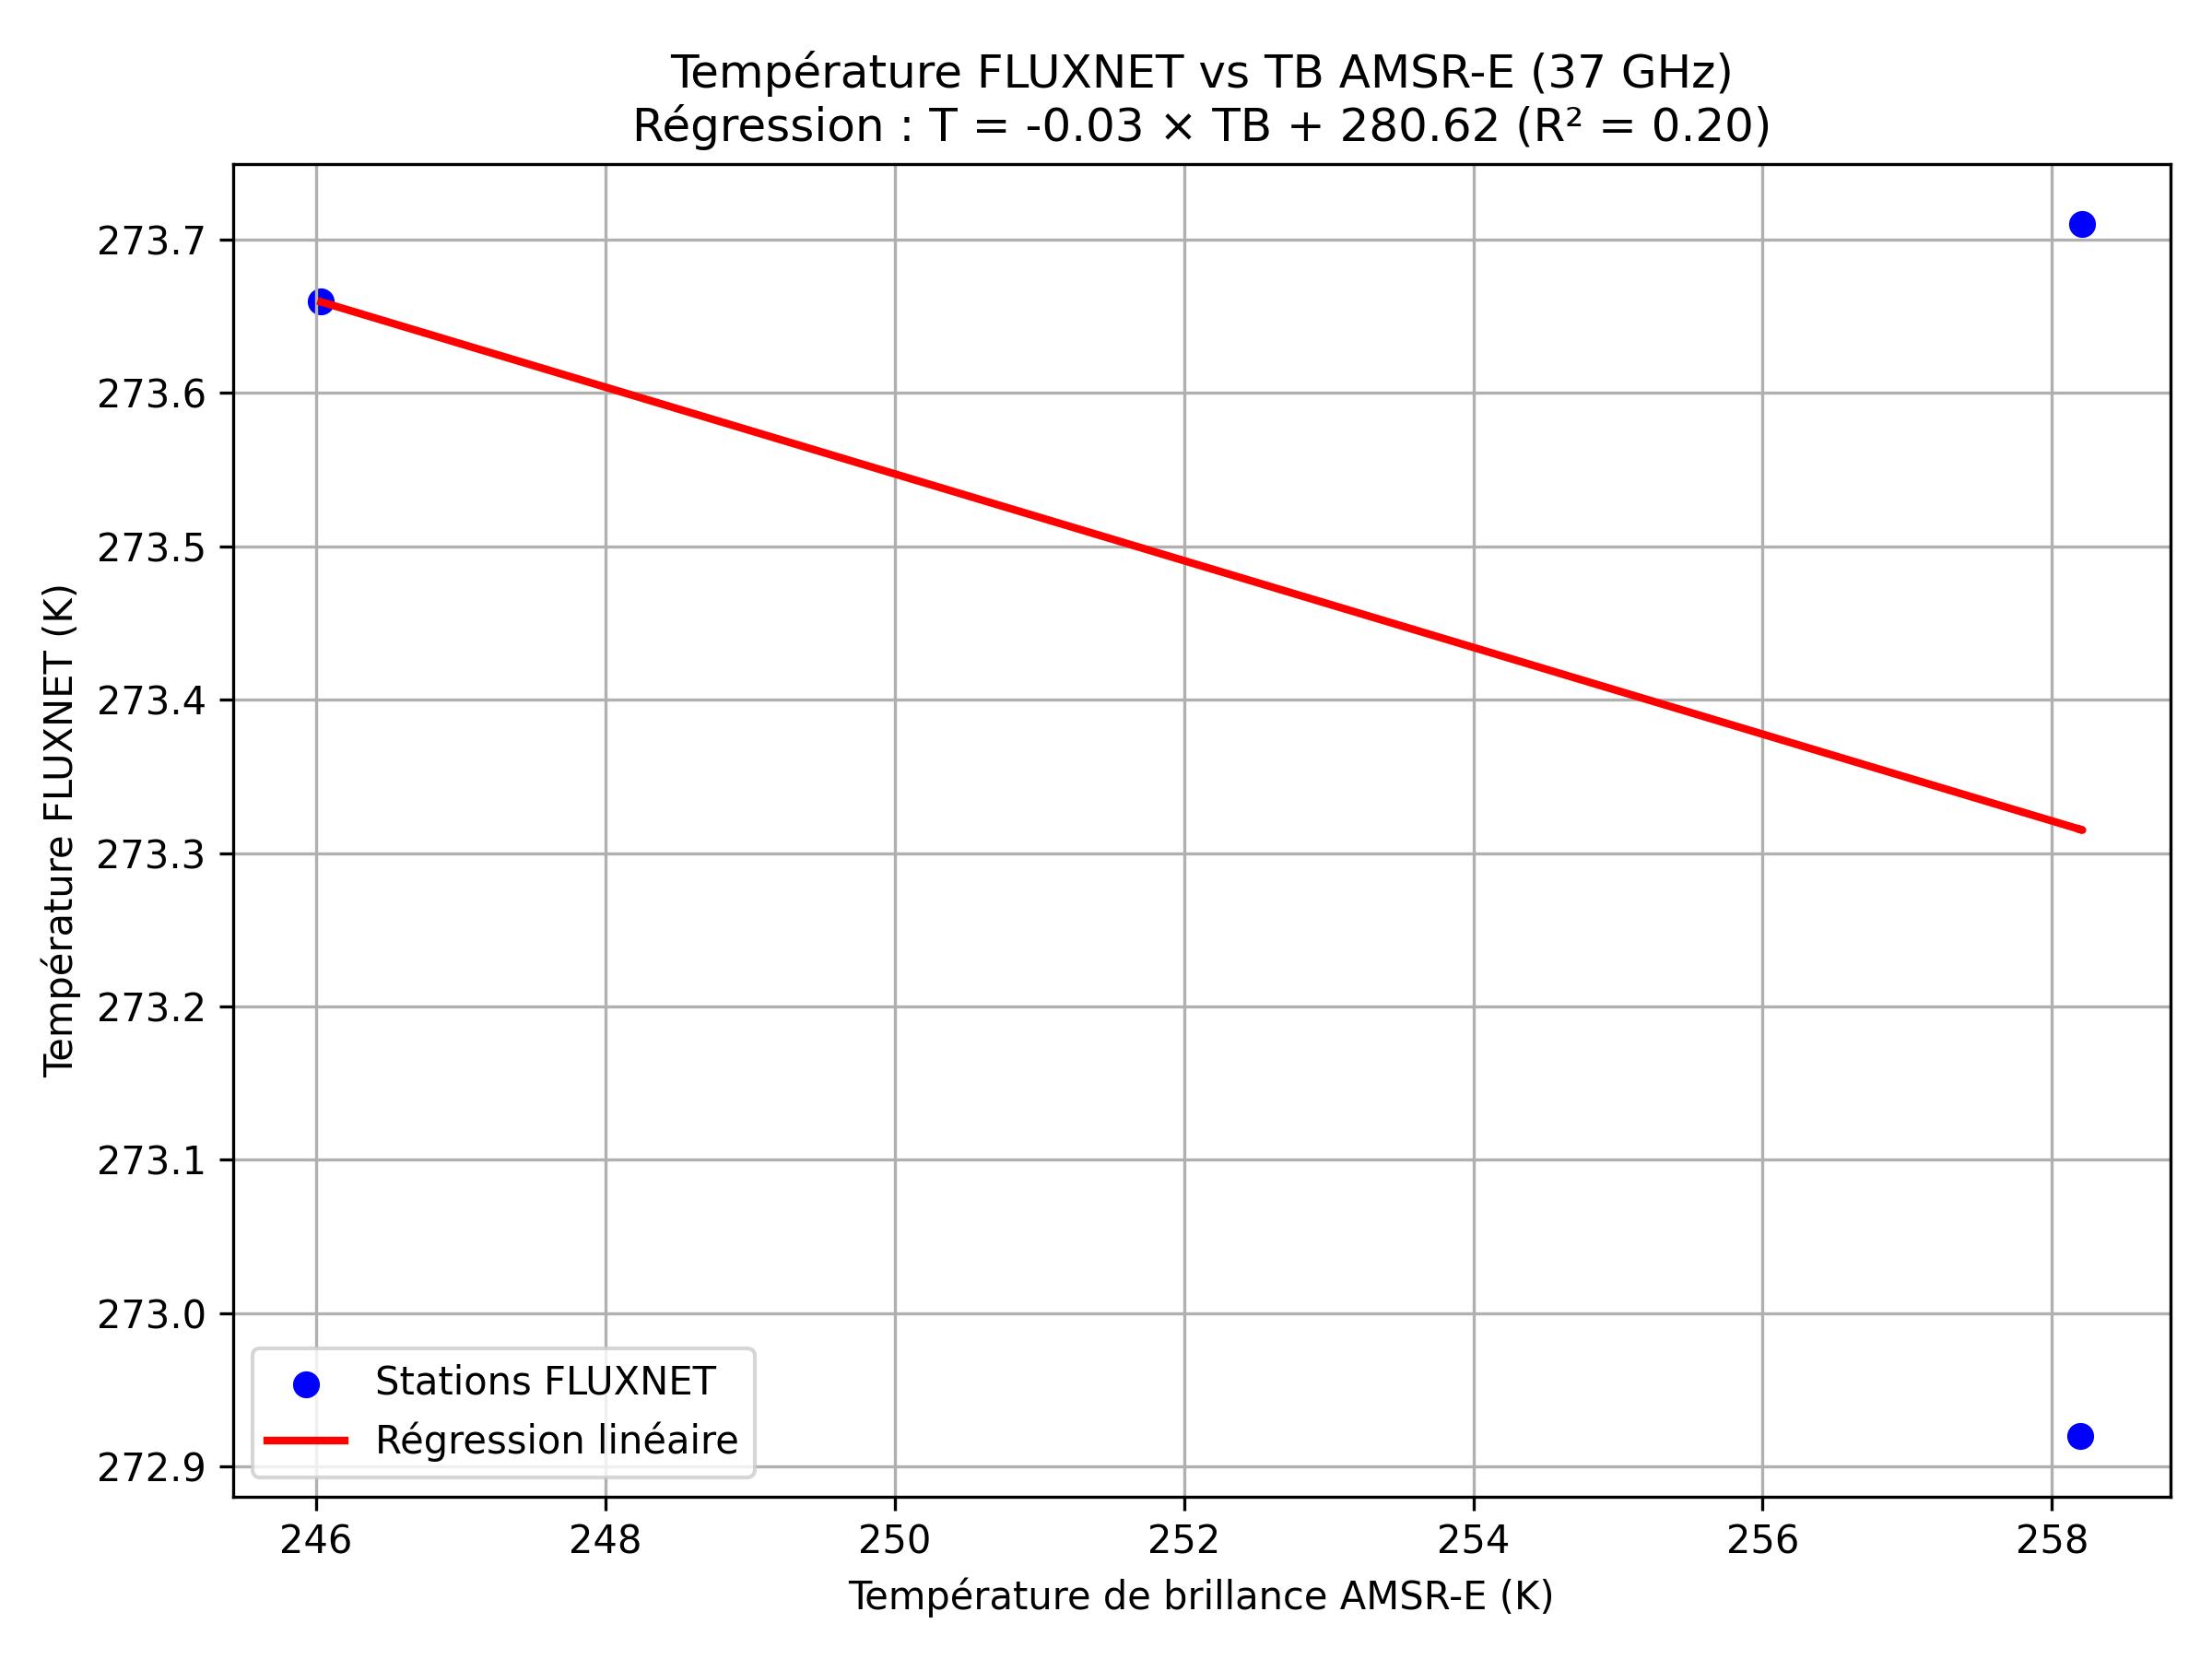 Température FLUXNET vs TB AMSR-E (37 GHz)
Régression : T = -0.03 × TB + 280.62 (R² = 0.20)
Température FLUXNET (K)
273.7
273.6
273.5
273.4
273.3
273.2
273.1
273.0
272.9
Stations FLUXNET
Régression linéaire
246 248 250 252 254 256 258
Température de brillance AMSR-E (K)